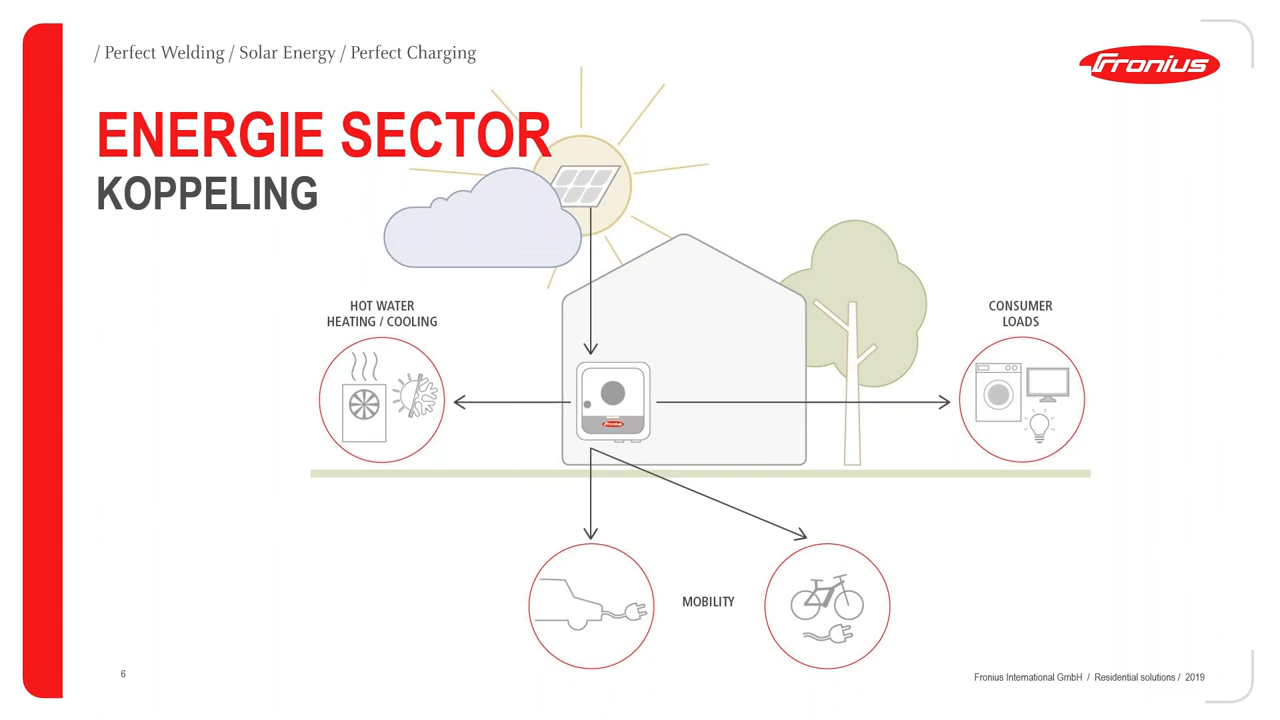 / Perfect Welding / Solar Energy / Perfect Charging
Fronius
ENERGIE SECTOR
KOPPELING
HOT WATER
HEATING / COOLING
CONSUMER
LOADS
Fronius
MOBILITY
6
Fronius International GmbH / Residential solutions / 2019